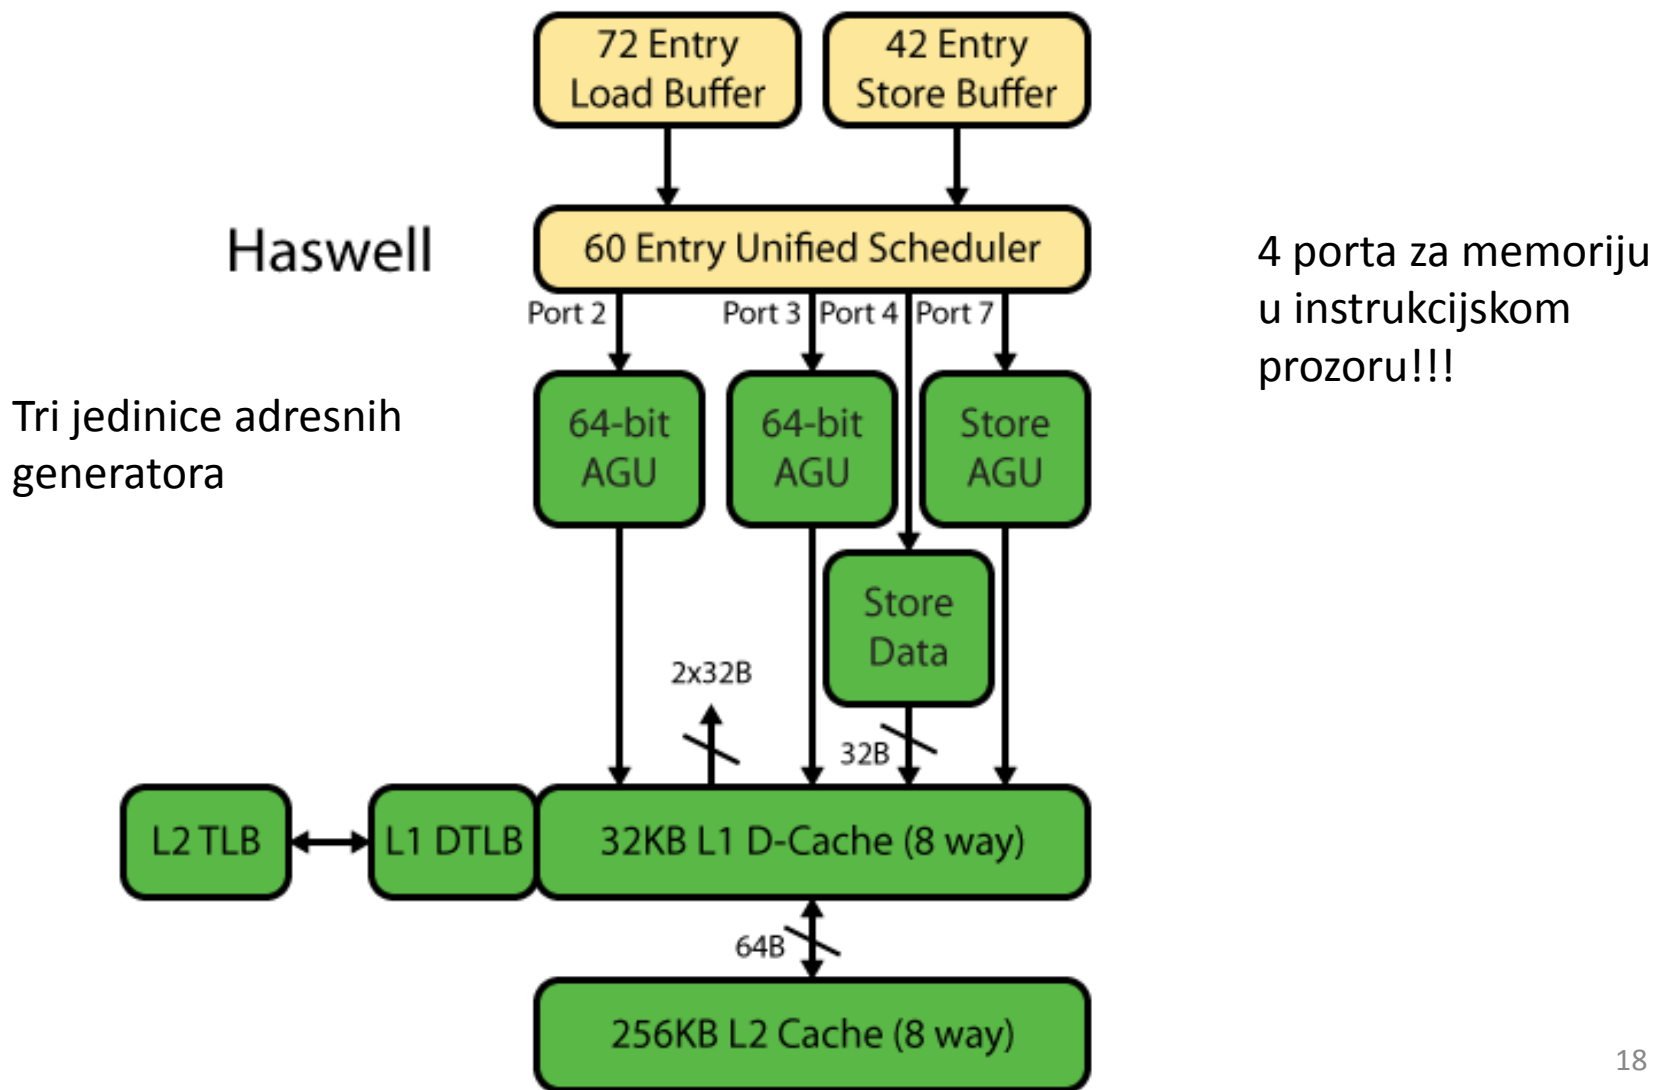 72 Entry
Load Buffer
42 Entry
Store Buffer
Haswell
60 Entry Unified Scheduler
4 porta za memoriju
u instrukcijskom
prozoru!!!
Port 2
Port 3
Port 4
Port 7
Tri jedinice adresnih
generatora
64-bit
AGU
64-bit
AGU
Store
AGU
Store
Data
2x32B
32B
L2 TLB
L1 DTLB
32KB L1 D-Cache (8 way)
64B
256KB L2 Cache (8 way)
18